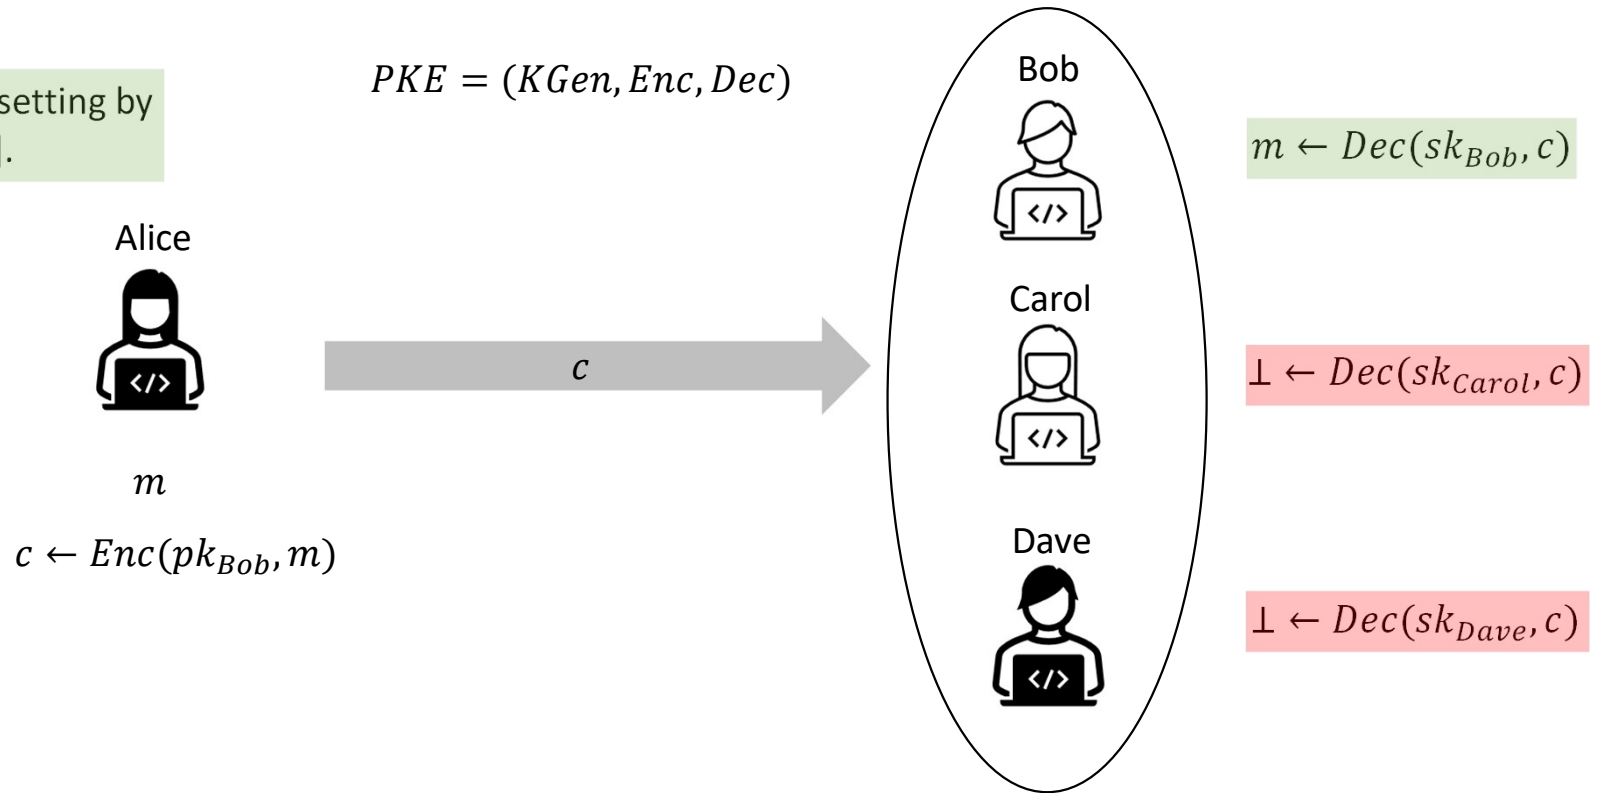 setting by
].
PKE = (KGen, Enc, Dec)
Alice
</>
m
c ← Enc(pk_Bob, m)
c
Bob
</>
m ← Dec(sk_Bob, c)
Carol
</>
⊥ ← Dec(sk_Carol, c)
Dave
</>
⊥ ← Dec(sk_Dave, c)